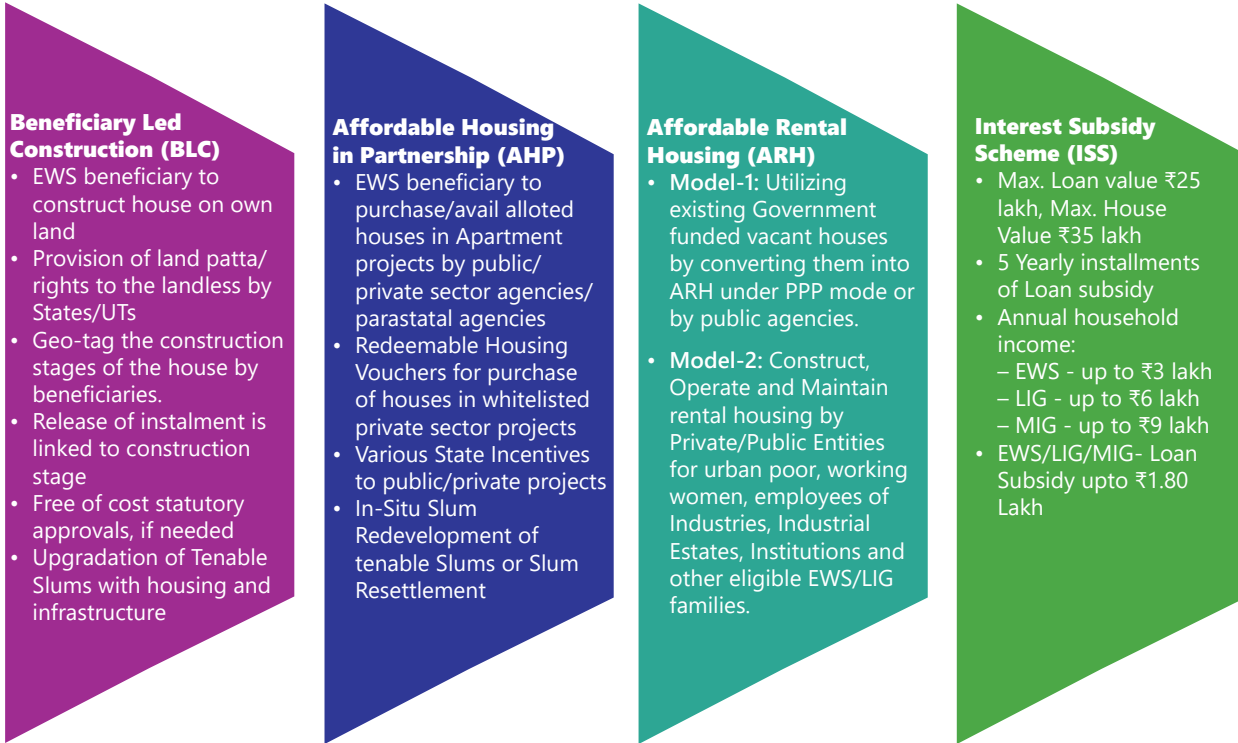 Beneficiary Led
Construction (BLC)
• EWS beneficiary to
construct house on own
land
• Provision of land patta/
rights to the landless by
States/UTs
• Geo-tag the construction
stages of the house by
beneficiaries.
• Release of instalment is
linked to construction
stage
• Free of cost statutory
approvals, if needed
• Upgradation of Tenable
Slums with housing and
infrastructure
Affordable Housing
in Partnership (AHP)
• EWS beneficiary to
purchase/avail alloted
houses in Apartment
projects by public/
private sector agencies/
parastatal agencies
• Redeemable Housing
Vouchers for purchase
of houses in whitelisted
private sector projects
• Various State Incentives
to public/private projects
• In-Situ Slum
Redevelopment of
tenable Slums or Slum
Resettlement
Affordable Rental
Housing (ARH)
• Model-1: Utilizing
existing Government
funded vacant houses
by converting them into
ARH under PPP mode or
by public agencies.
• Model-2: Construct,
Operate and Maintain
rental housing by
Private/Public Entities
for urban poor, working
women, employees of
Industries, Industrial
Estates, Institutions and
other eligible EWS/LIG
families.
Interest Subsidy
Scheme (ISS)
• Max. Loan value ₹25
lakh, Max. House
Value ₹35 lakh
• 5 Yearly installments
of Loan subsidy
• Annual household
income:
– EWS - up to ₹3 lakh
– LIG - up to ₹6 lakh
– MIG - up to ₹9 lakh
• EWS/LIG/MIG- Loan
Subsidy upto ₹1.80
Lakh